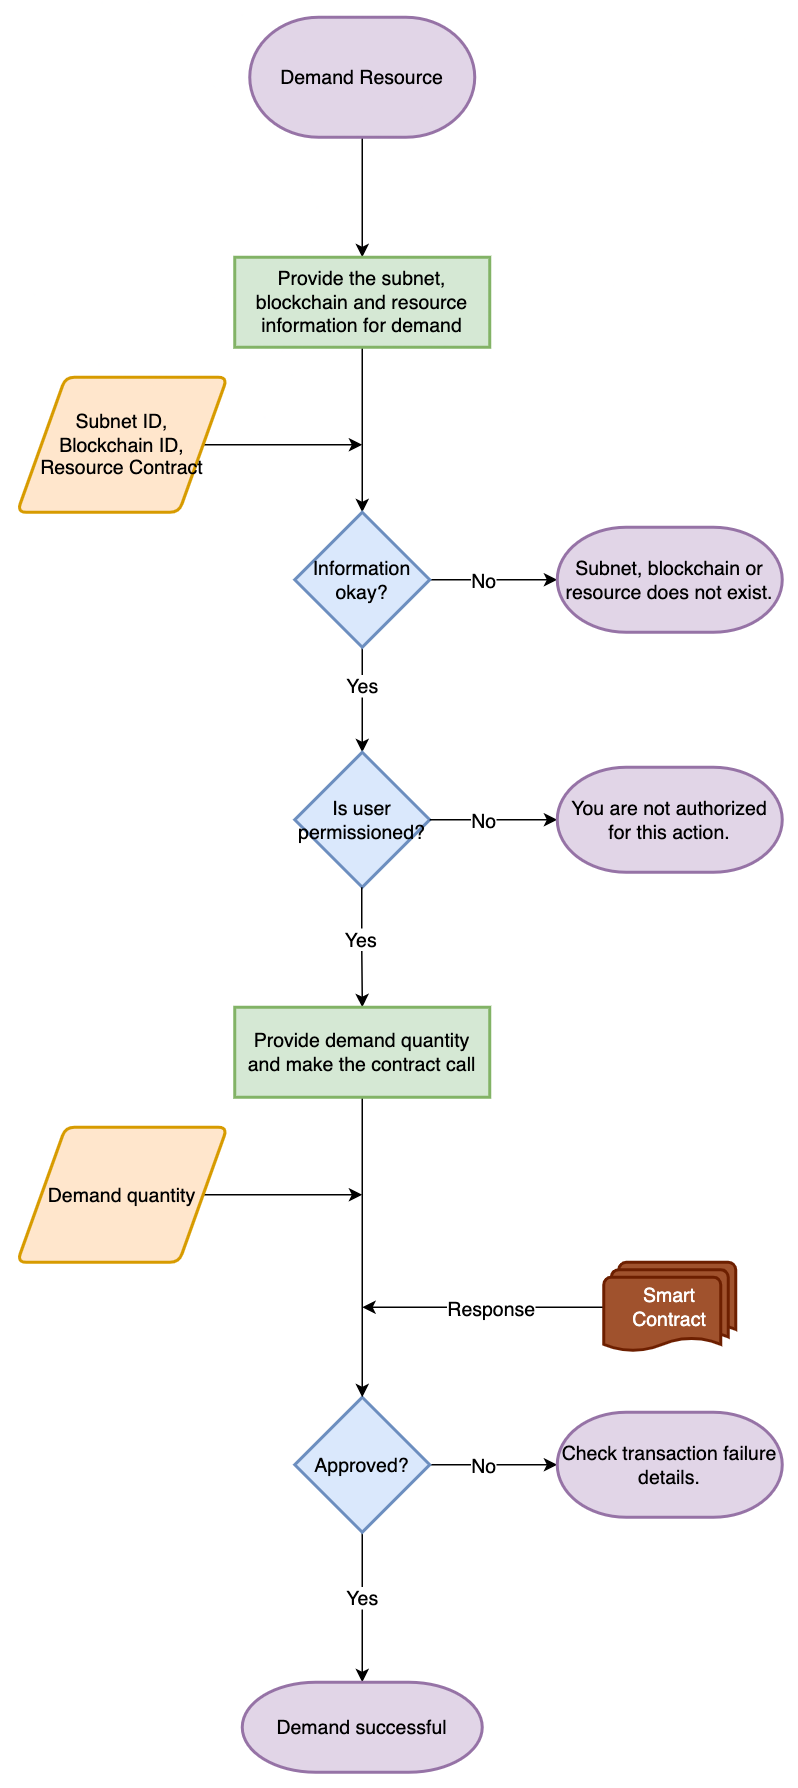 Demand Resource
Provide the subnet,
blockchain and resource
information for demand
Subnet ID,
Blockchain ID,
Resource Contract
Information
okay?
No
Subnet, blockchain or
resource does not exist.
Yes
Is user
permissioned?
No
You are not authorized
for this action.
Yes
Provide demand quantity
and make the contract call
Demand quantity
Response
Smart
Contract
Approved?
No
Check transaction failure
details.
Yes
Demand successful